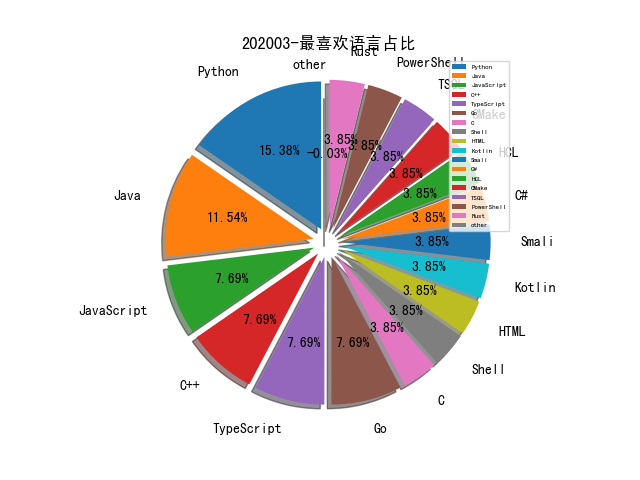 202003-最喜欢语言占比
Python
Java
JavaScript
C++
TypeScript
Go
C
Shell
HTML
Kotlin
Smali
C#
HCL
CMake
TSQL
PowerShell
Rust
other
15.38%
11.54%
7.69%
7.69%
7.69%
7.69%
3.85%
3.85%
3.85%
3.85%
3.85%
3.85%
3.85%
3.85%
3.85%
3.85%
3.85%
-0.03%
Python
Java
JavaScript
C++
TypeScript
Go
C
Shell
HTML
Kotlin
Smali
C#
HCL
CMake
TSQL
PowerShell
Rust
other